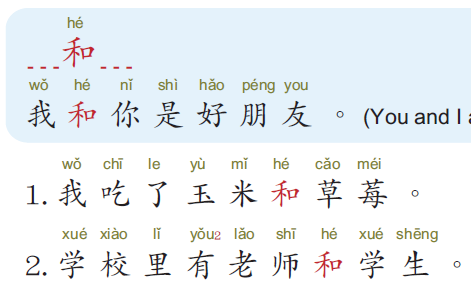 hé
---和---
wǒ hé nǐ shì hǎo péng you
我和你是好朋友。(You and I a
wǒ chī le yù mǐ hé cǎo méi
1. 我吃了玉米和草莓。
xué xiào lǐ yǒu2 lǎo shī hé xué shēng
2. 学校里有老师和学生。